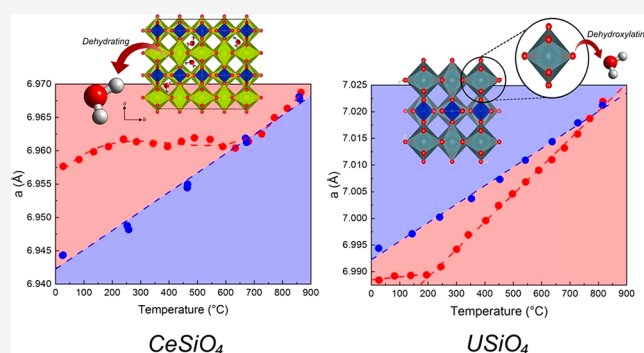 Dehydrating
Dehydroxylatin
a
b
6.970
6.965
6.960
6.955
6.950
6.945
6.940
a (Å)
0 100 200 300 400 500 600 700 800 900
Temperature (°C)
CeSiO₄
7.025
7.020
7.015
7.010
7.005
7.000
6.995
6.990
a (Å)
0 100 200 300 400 500 600 700 800 900
Temperature (°C)
USiO₄